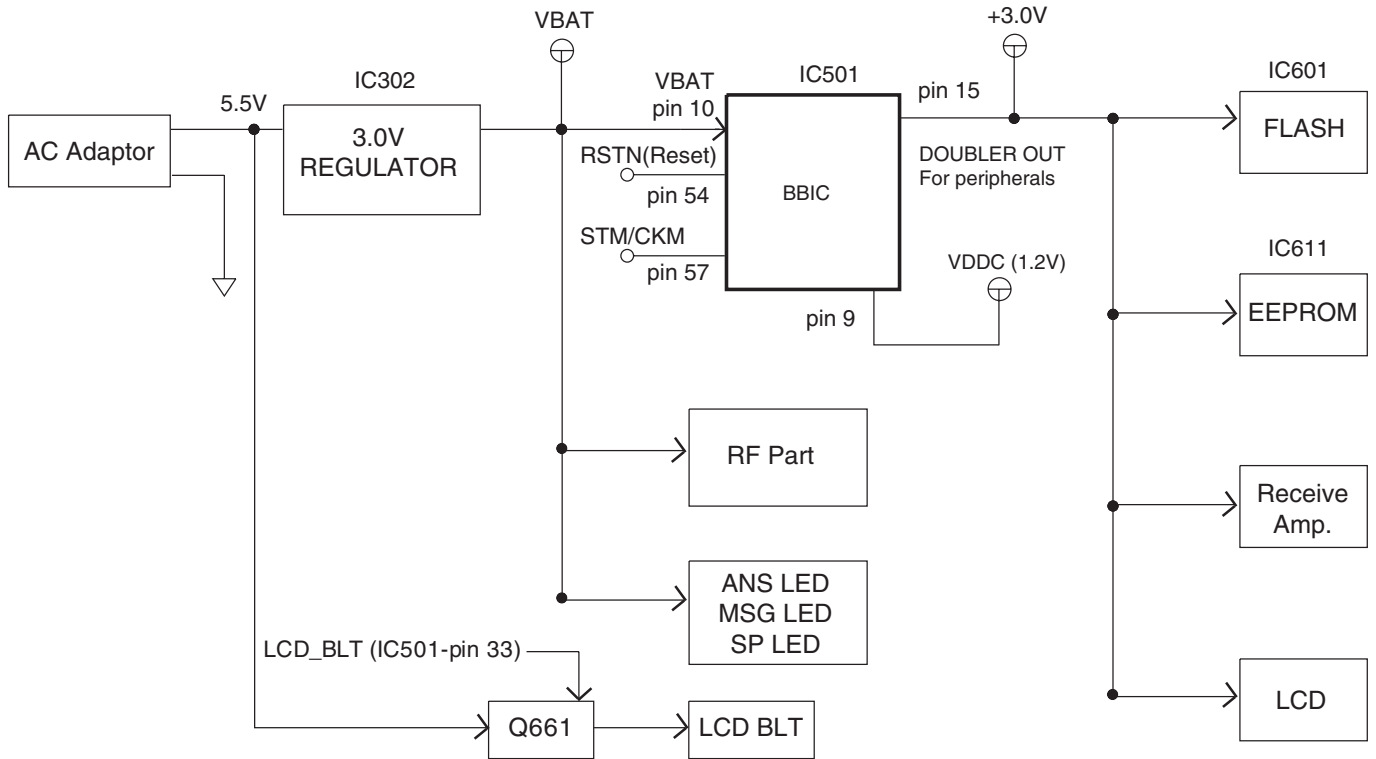 VBAT
+3.0V
IC302
IC501
IC601
5.5V
VBAT
pin 10
pin 15
AC Adaptor
3.0V
REGULATOR
FLASH
RSTN(Reset)
pin 54
BBIC
DOUBLER OUT
For peripherals
STM/CKM
pin 57
VDDC (1.2V)
IC611
pin 9
EEPROM
RF Part
Receive
Amp.
ANS LED
MSG LED
SP LED
LCD_BLT (IC501-pin 33)
LCD
Q661
LCD BLT